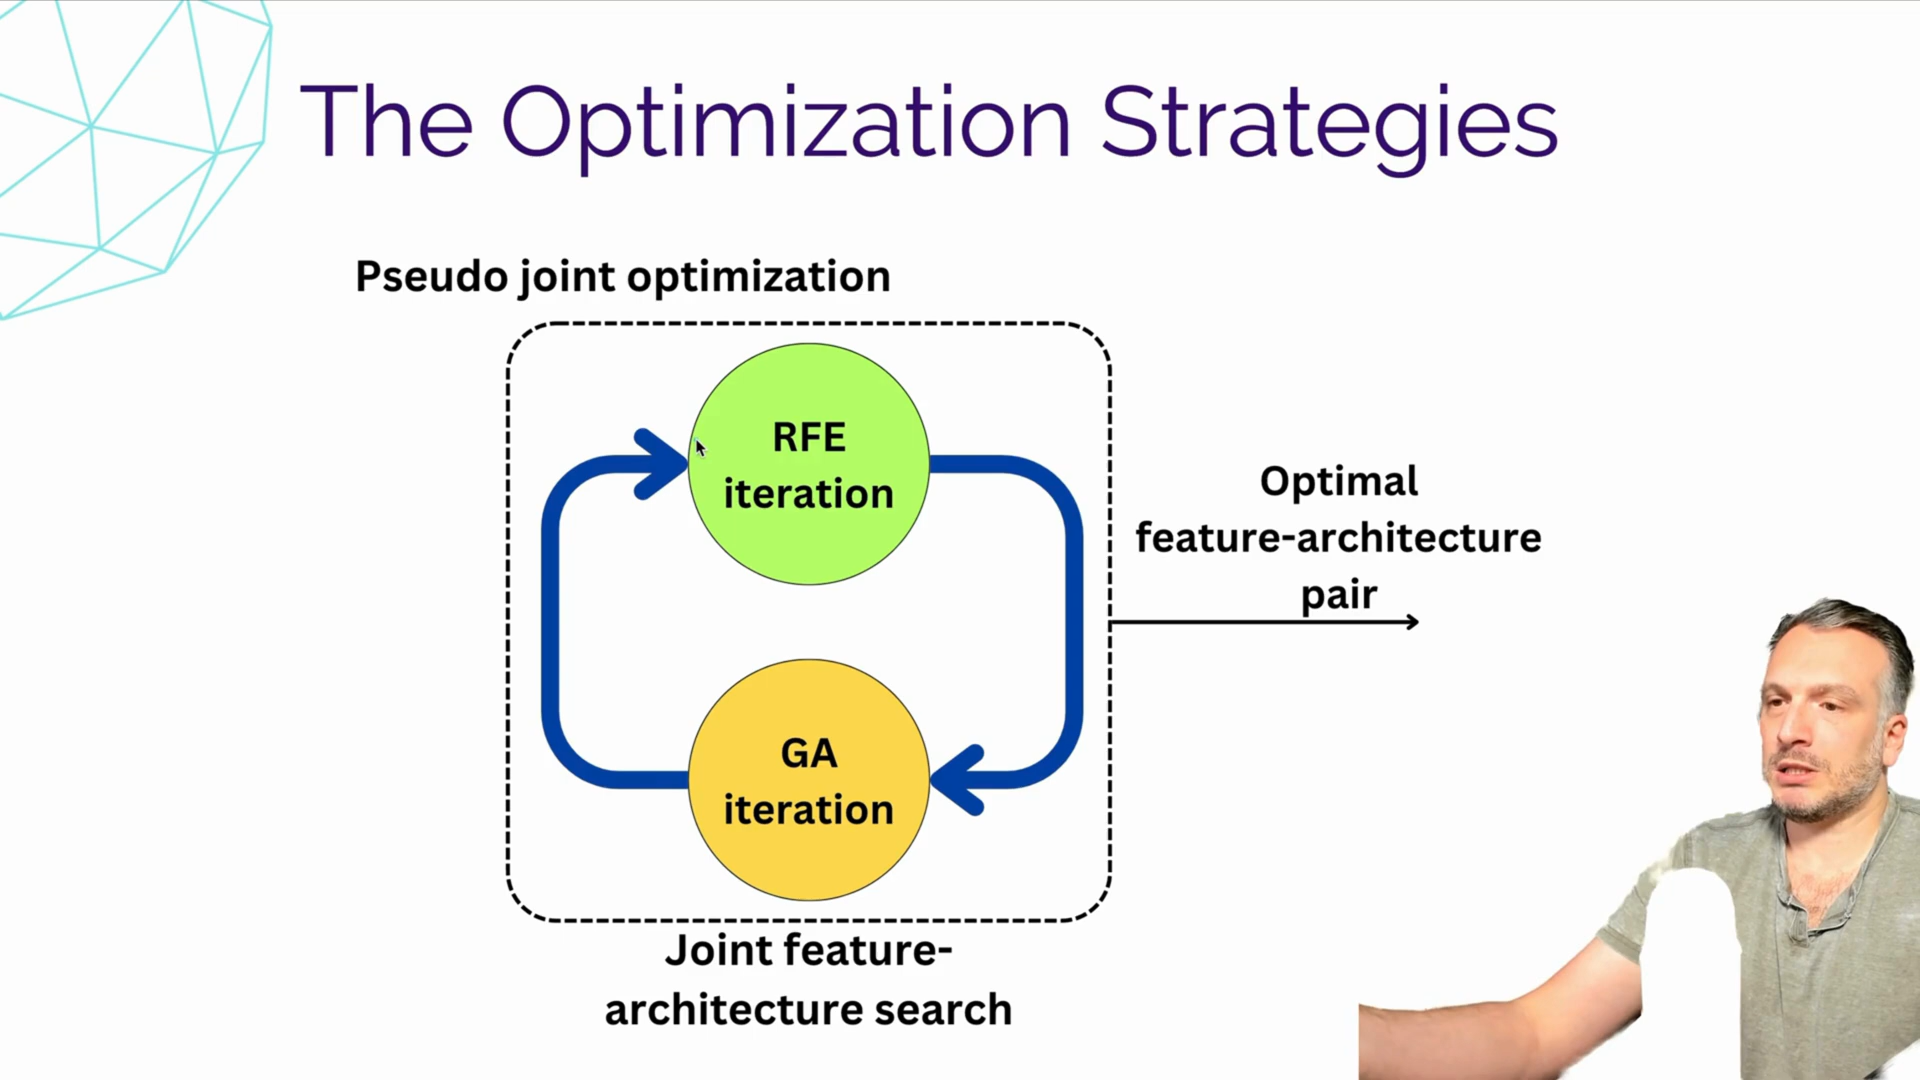 The Optimization Strategies
Pseudo joint optimization
RFE
iteration
GA
iteration
Optimal
feature-architecture
pair
Joint feature-
architecture search